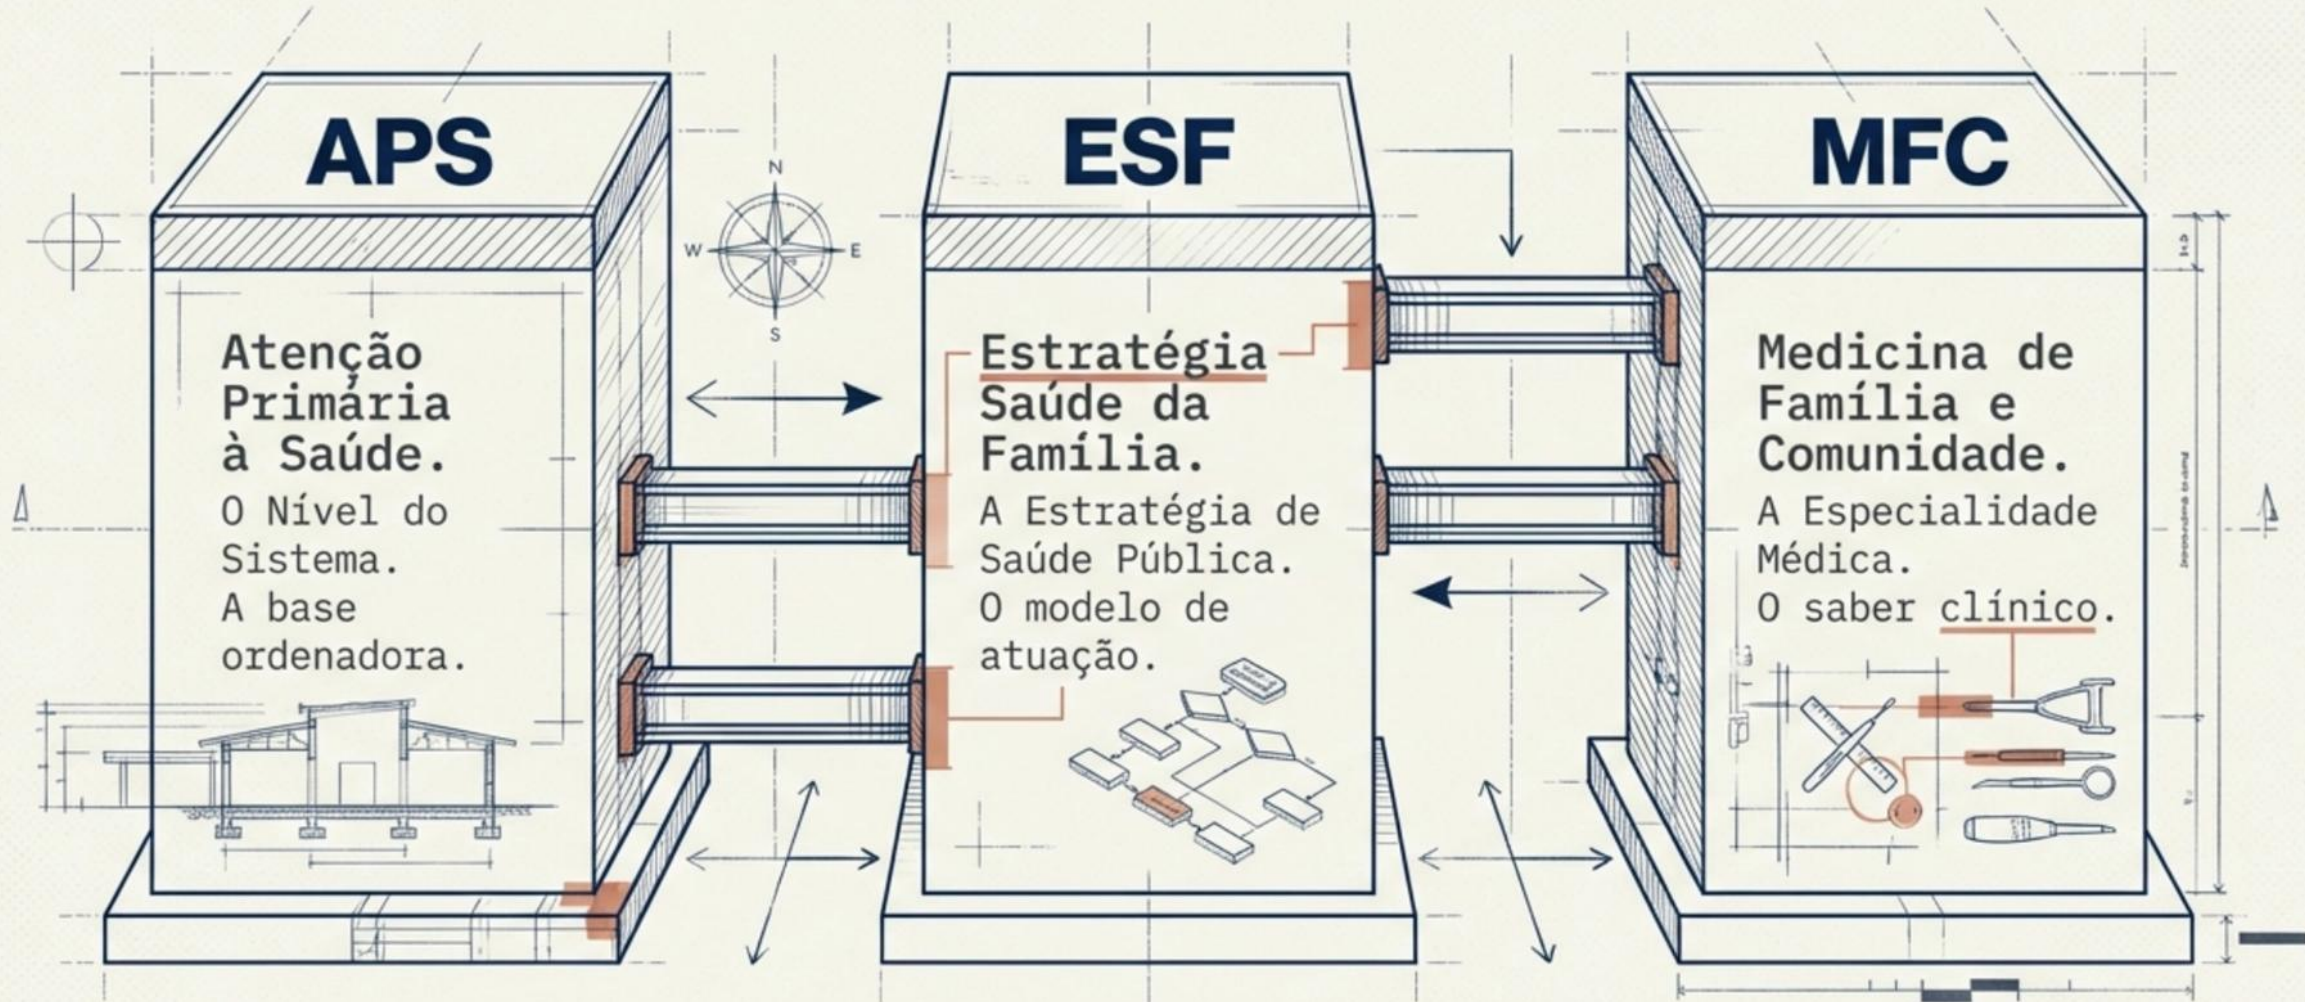 APS
Atenção
Primária
à Saúde.
O Nível do
Sistema.
A base
ordenadora.
N
W
E
S
ESF
Estratégia
Saúde da
Família.
A Estratégia de
Saúde Pública.
O modelo de
atuação.
MFC
Medicina de
Família e
Comunidade.
A Especialidade
Médica.
O saber clínico.